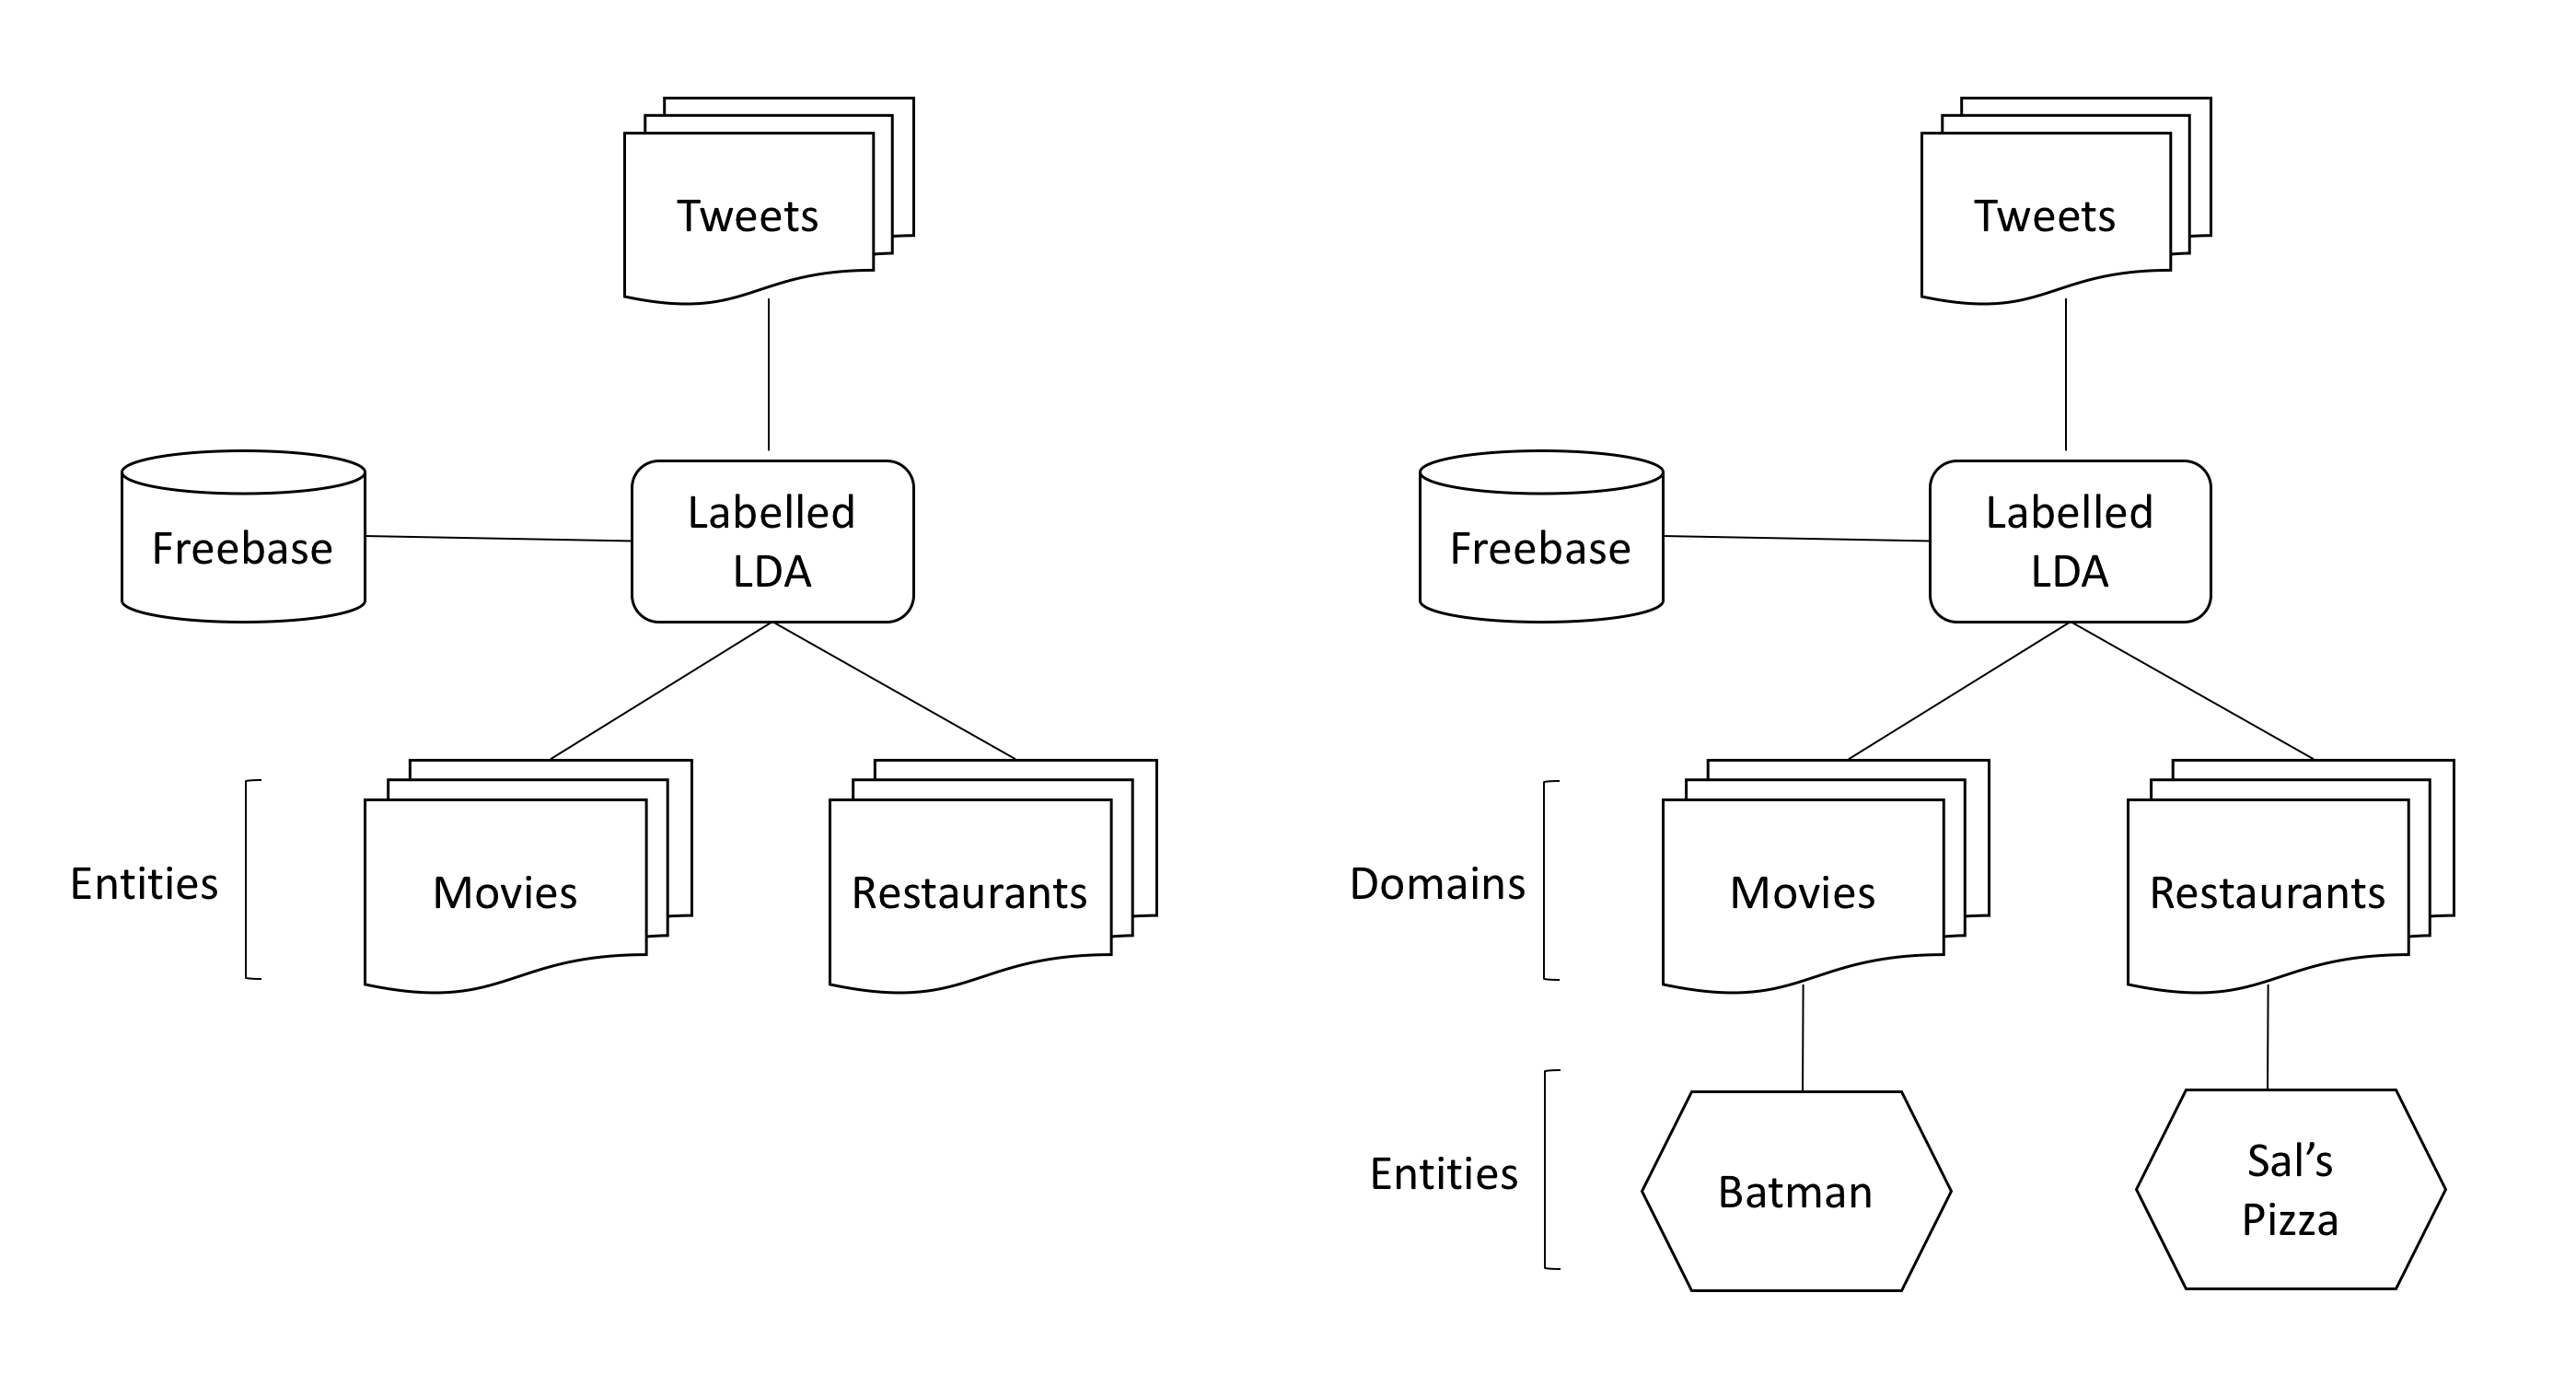 Tweets
Freebase
Labelled
LDA
Entities
Movies
Restaurants
Tweets
Freebase
Labelled
LDA
Domains
Movies
Restaurants
Entities
Batman
Sal’s
Pizza